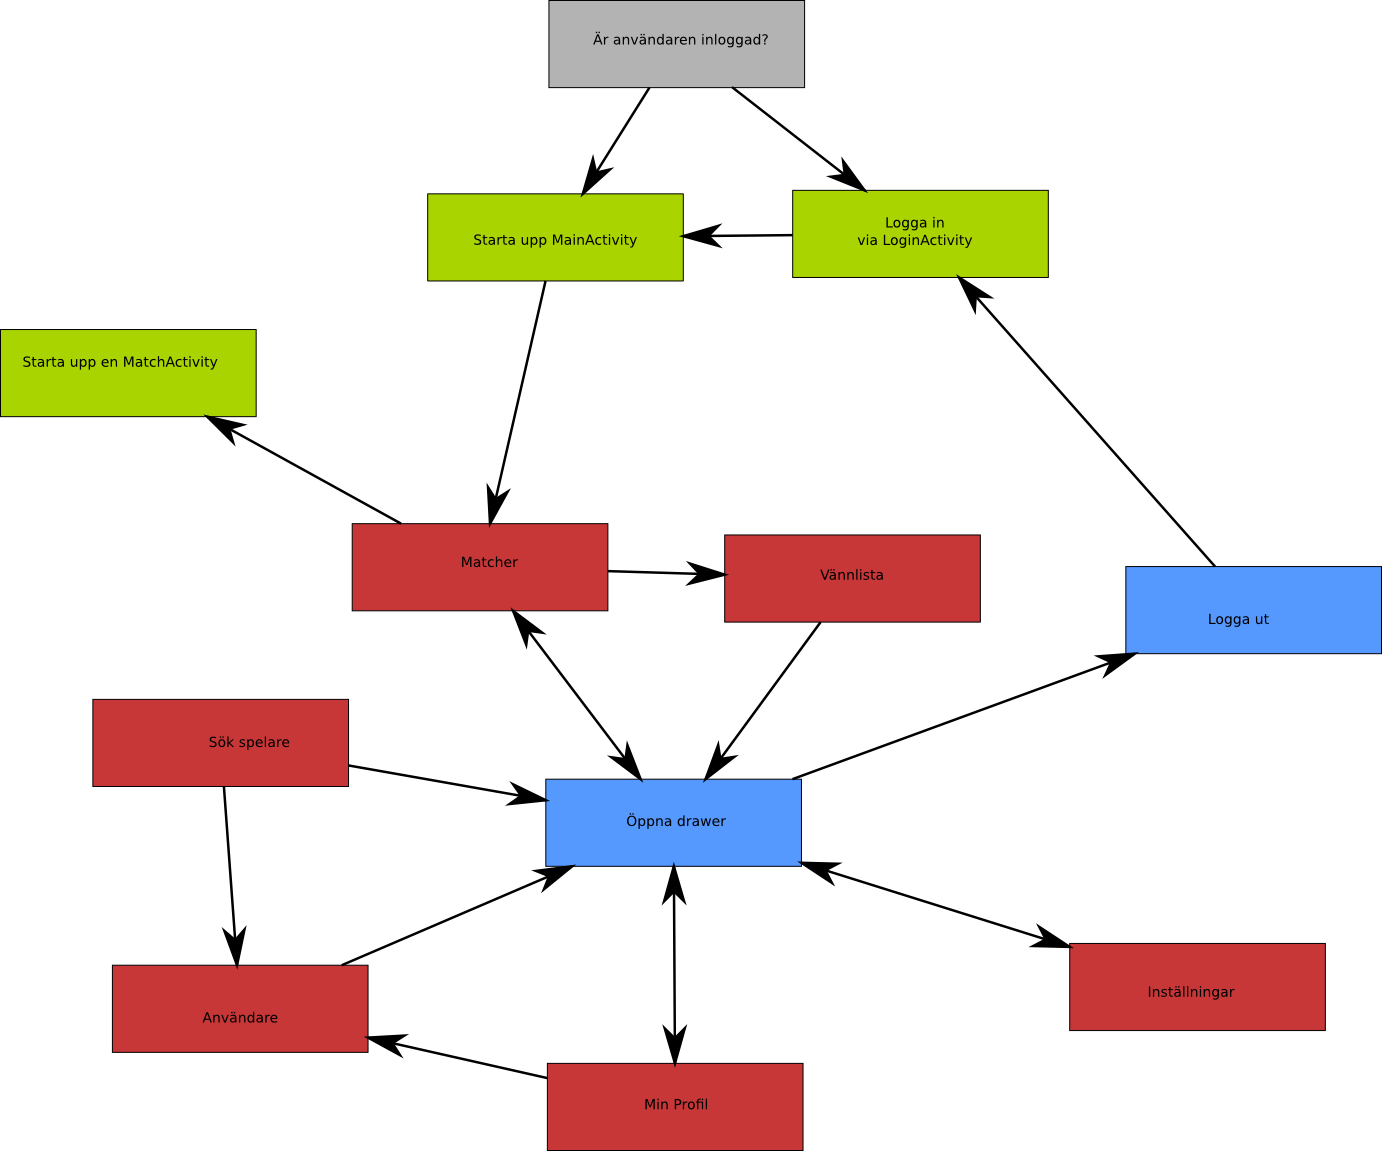 Är användaren inloggad?
Starta upp MainActivity
Logga in
via LoginActivity
Starta upp en MatchActivity
Matcher
Vännlista
Logga ut
Sök spelare
Öppna drawer
Användare
Inställningar
Min Profil